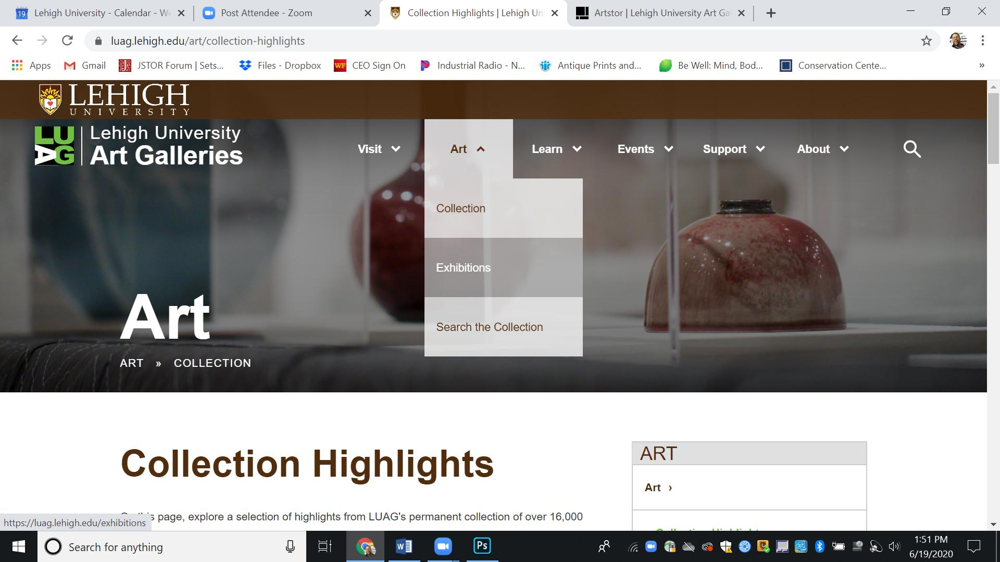 19 Lehigh University - Calendar - We
Post Attendee - Zoom
Collection Highlights | Lehigh Un
Artstor | Lehigh University Art Ga
luag.lehigh.edu/art/collection-highlights
Apps
Gmail
JSTOR Forum | Sets...
Files - Dropbox
WF CEO Sign On
Industrial Radio - N...
Antique Prints and...
Be Well: Mind, Bod...
Conservation Cente...
»
LEHIGH
UNIVERSITY
LU
AG
Lehigh University
Art Galleries
Visit
Art
Learn
Events
Support
About
Collection
Exhibitions
Search the Collection
Art
ART » COLLECTION
Collection Highlights
ART
Art ›
this page, explore a selection of highlights from LUAG's permanent collection of over 16,000
https://luag.lehigh.edu/exhibitions
Search for anything
Ps
1:51 PM
6/19/2020